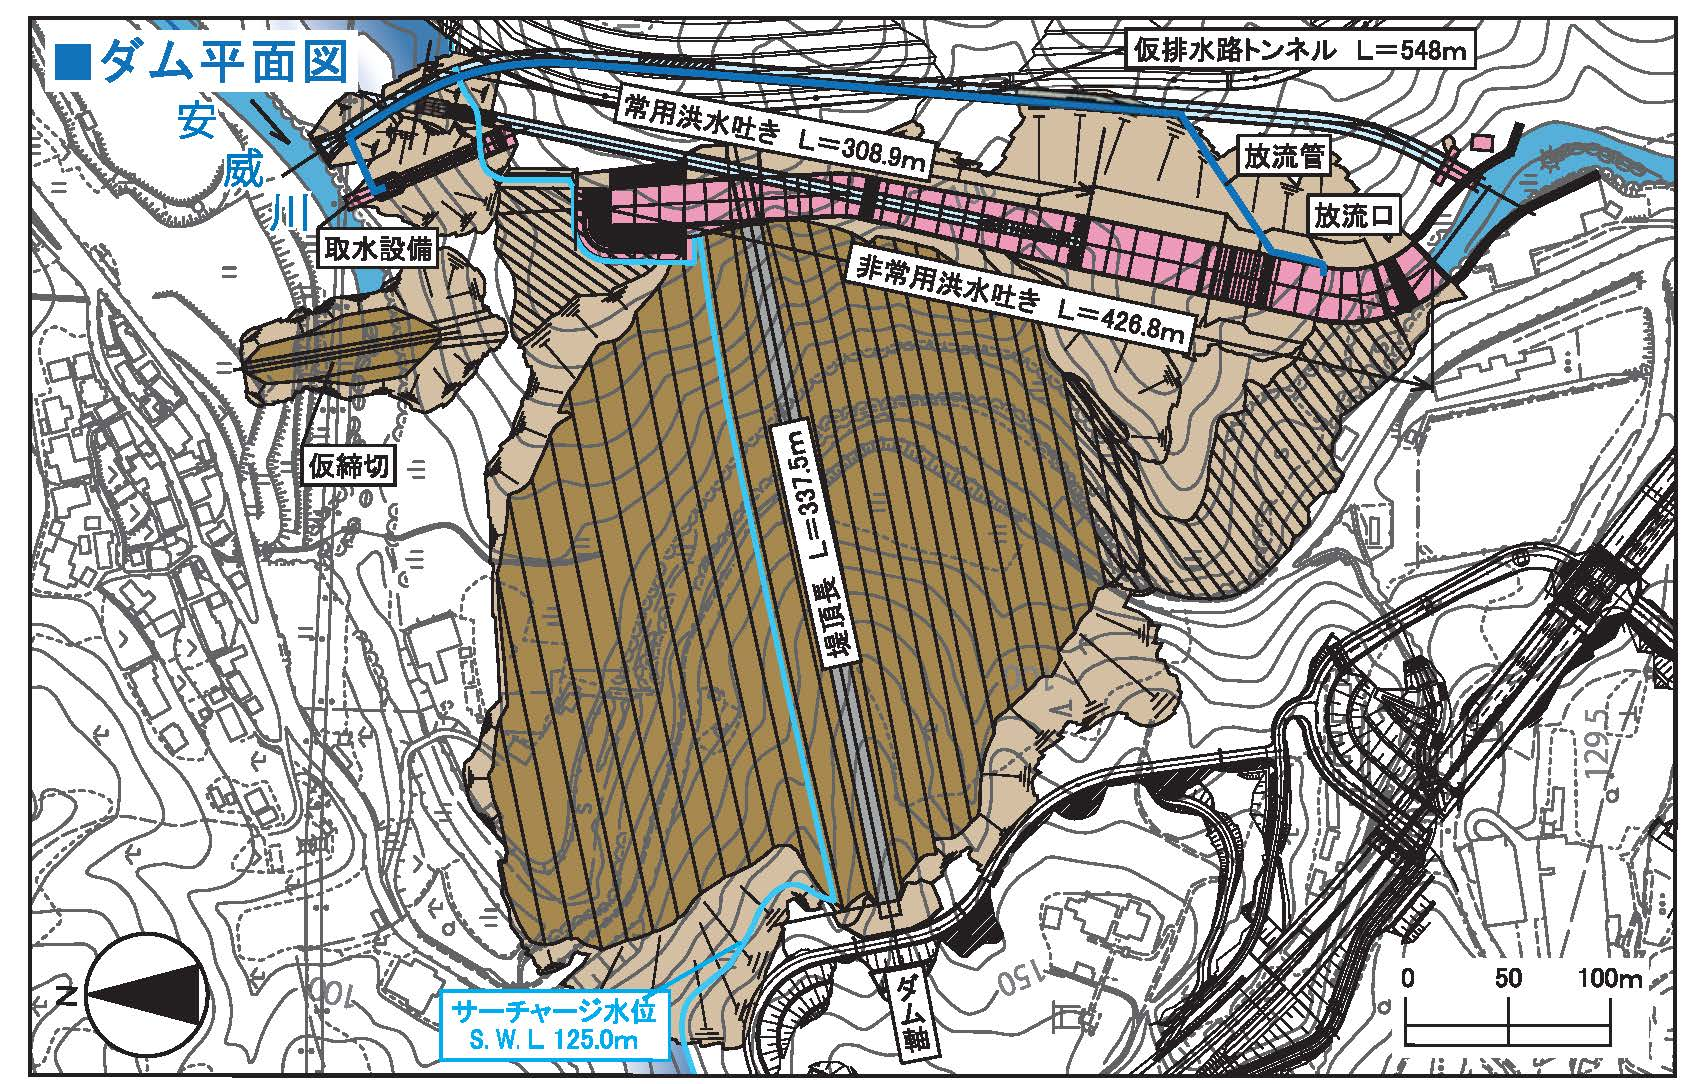 ■ダム平面図
仮排水路トンネル L=548m
安威川
常用洪水吐き L=308.9m
放流管
放流口
取水設備
非常用洪水吐き L=426.8m
仮締切
堤頂長 L=337.5m
129.5
150
100
N
サーチャージ水位
S.W.L 125.0m
ダム軸
0 50 100m